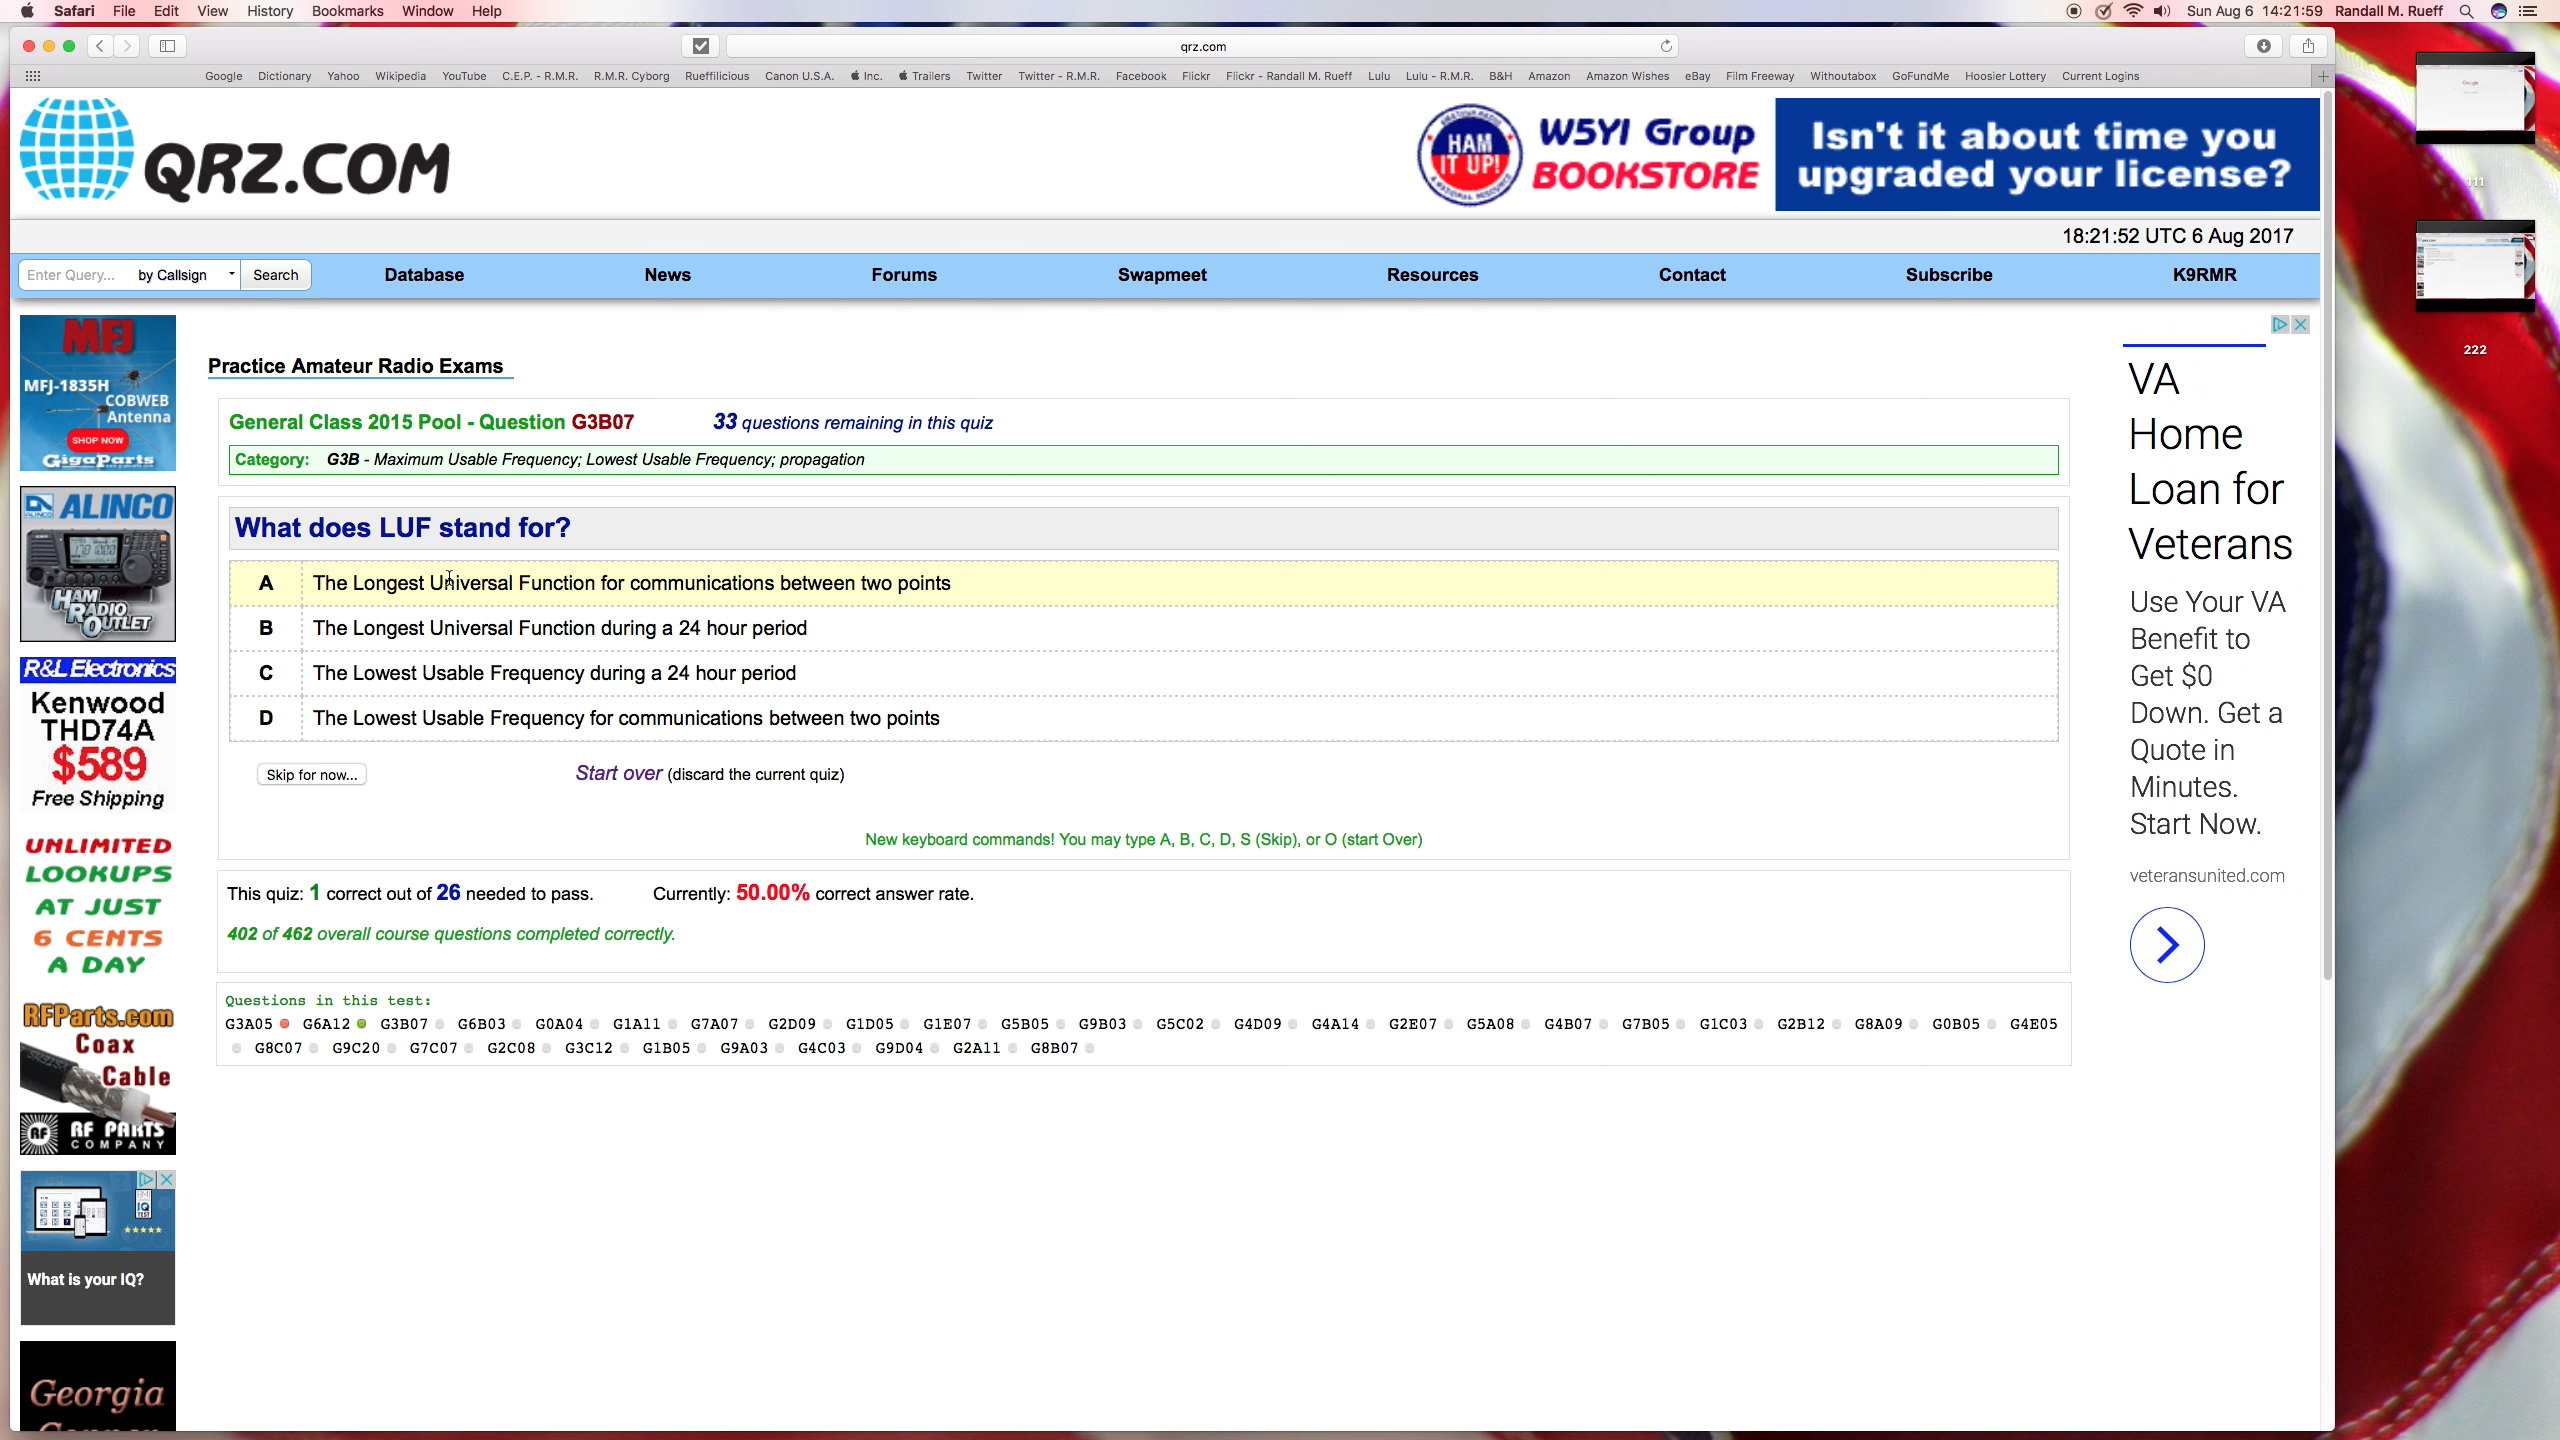 Safari File Edit View History Bookmarks Window Help
Sun Aug 6 14:21:59 Randall M. Rueff
qrz.com
Google Dictionary Yahoo Wikipedia YouTube C.E.P. - R.M.R. R.M.R. Cyborg Rueffilicious Canon U.S.A. Inc. Trailers Twitter Twitter - R.M.R. Facebook Flickr Flickr - Randall M. Rueff Lulu Lulu - R.M.R. B&H Amazon Amazon Wishes eBay Film Freeway Withoutabox GoFundMe Hoosier Lottery Current Logins
QRZ.COM
HAM IT UP!
W5YI Group
BOOKSTORE
Isn't it about time you
upgraded your license?
111
222
18:21:52 UTC 6 Aug 2017
Enter Query... by Callsign Search Database News Forums Swapmeet Resources Contact Subscribe K9RMR
MFJ
MFJ-1835H
COBWEB
Antenna
SHOP NOW
GigaParts
ALINCO
HAM
RADIO
OUTLET
R&L Electronics
Kenwood
THD74A
$589
Free Shipping
UNLIMITED
LOOKUPS
AT JUST
6 CENTS
A DAY
RFParts.com
Coax
Cable
RF
RF PARTS
COMPANY
What is your IQ?
Georgia
Practice Amateur Radio Exams
General Class 2015 Pool - Question G3B07 33 questions remaining in this quiz
Category: G3B - Maximum Usable Frequency; Lowest Usable Frequency; propagation
What does LUF stand for?
A The Longest Universal Function for communications between two points
B The Longest Universal Function during a 24 hour period
C The Lowest Usable Frequency during a 24 hour period
D The Lowest Usable Frequency for communications between two points
Skip for now... Start over (discard the current quiz)
New keyboard commands! You may type A, B, C, D, S (Skip), or O (start Over)
This quiz: 1 correct out of 26 needed to pass. Currently: 50.00% correct answer rate.
402 of 462 overall course questions completed correctly.
Questions in this test:
G3A05 G6A12 G3B07 G6B03 G0A04 G1A11 G7A07 G2D09 G1D05 G1E07 G5B05 G9B03 G5C02 G4D09 G4A14 G2E07 G5A08 G4B07 G7B05 G1C03 G2B12 G8A09 G0B05 G4E05
G8C07 G9C20 G7C07 G2C08 G3C12 G1B05 G9A03 G4C03 G9D04 G2A11 G8B07
VA
Home
Loan for
Veterans
Use Your VA
Benefit to
Get $0
Down. Get a
Quote in
Minutes.
Start Now.
veteransunited.com